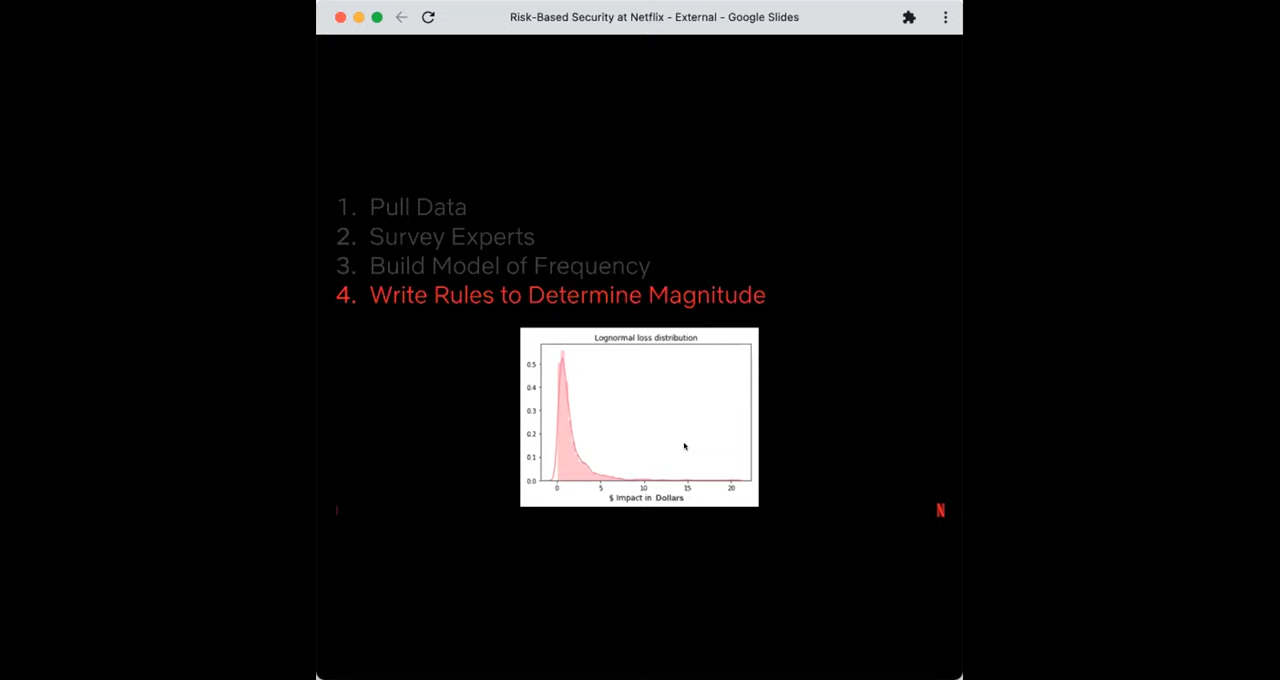 Risk-Based Security at Netflix - External - Google Slides
1. Pull Data
2. Survey Experts
3. Build Model of Frequency
4. Write Rules to Determine Magnitude
Lognormal loss distribution
0.5
0.4
0.3
0.2
0.1
0.0
0 5 10 15 20
$ Impact in Dollars
N